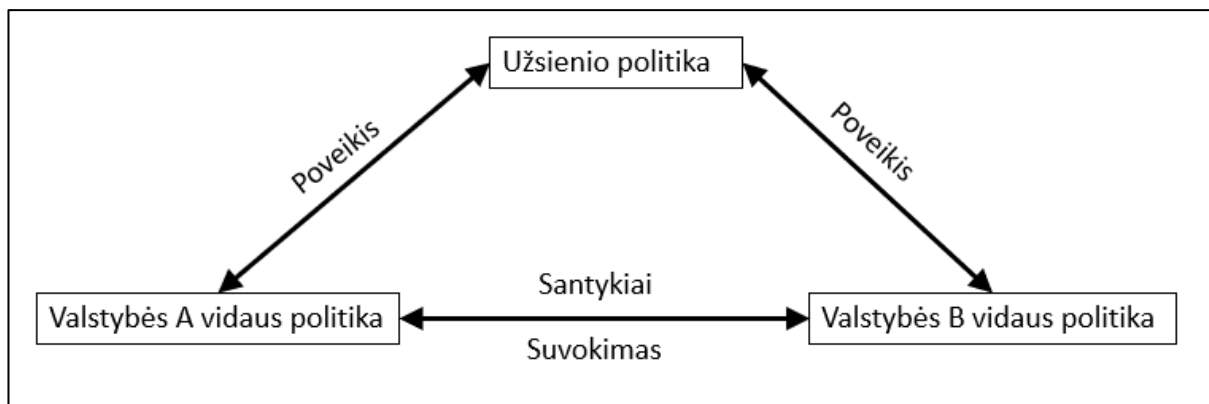 Užsienio politika
Poveikis
Poveikis
Santykiai
Valstybės A vidaus politika
Valstybės B vidaus politika
Suvokimas